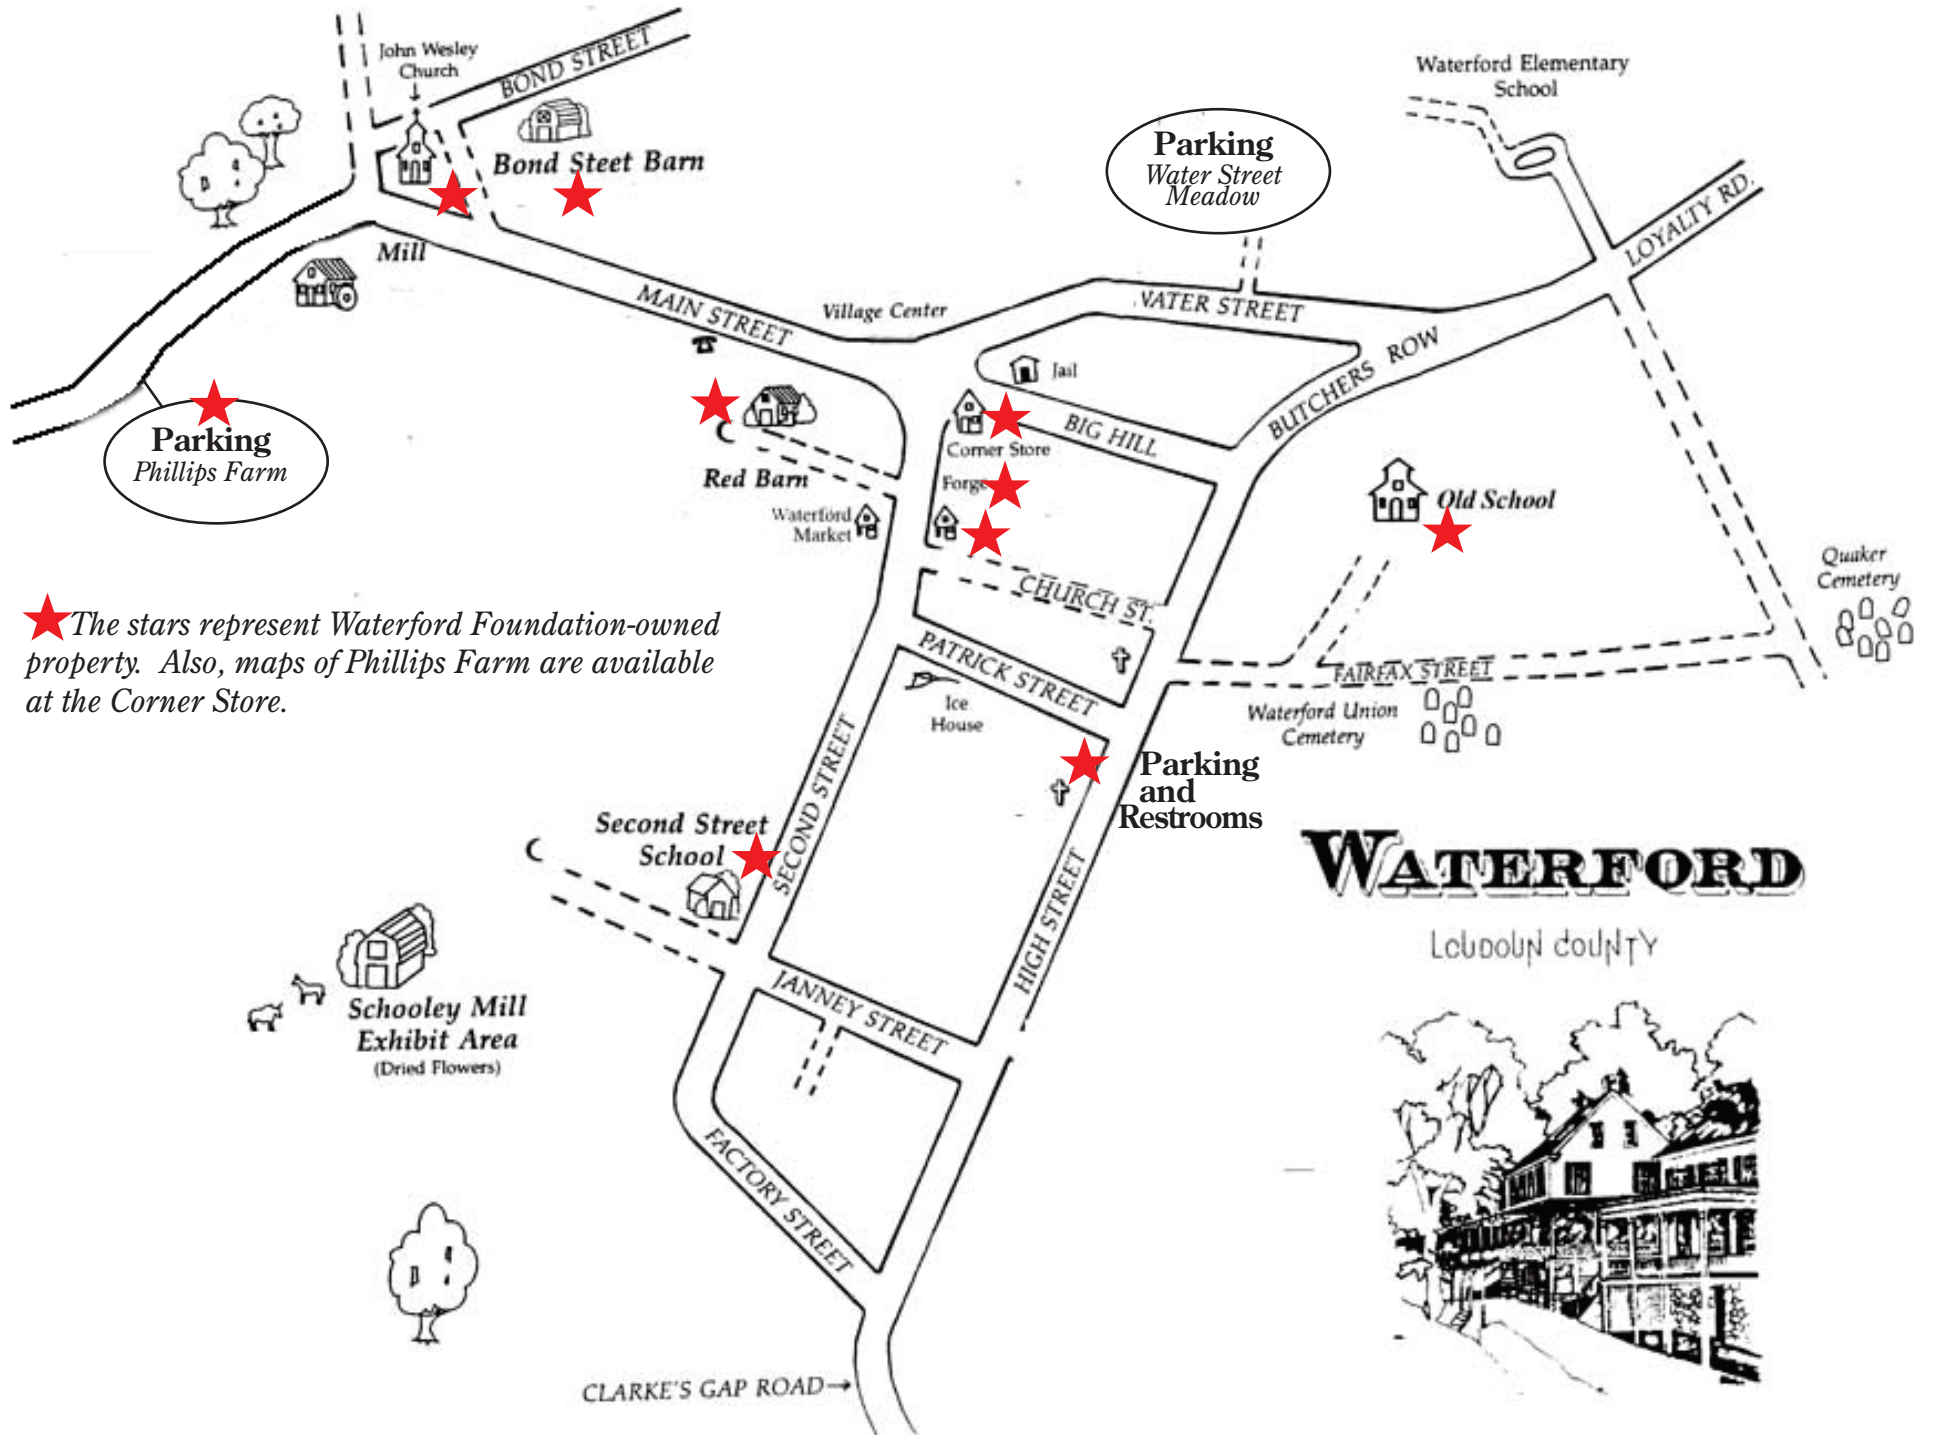 John Wesley
Church
BOND STREET
Bond Steet Barn
Mill
Parking
Phillips Farm
MAIN STREET
Village Center
Parking
Water Street
Meadow
WATER STREET
Waterford Elementary
School
LOYALTY RD.
BUTCHERS ROW
Jail
BIG HILL
Corner Store
Forge
Red Barn
Waterford
Market
CHURCH ST.
Old School
Quaker
Cemetery
PATRICK STREET
FAIRFAX STREET
Ice
House
Waterford Union
Cemetery
The stars represent Waterford Foundation-owned
property. Also, maps of Phillips Farm are available
at the Corner Store.
Parking
and
Restrooms
SECOND STREET
Second Street
School
HIGH STREET
JANNEY STREET
Schooley Mill
Exhibit Area
(Dried Flowers)
FACTORY STREET
CLARKE'S GAP ROAD→
WATERFORD
LOUDOUN COUNTY